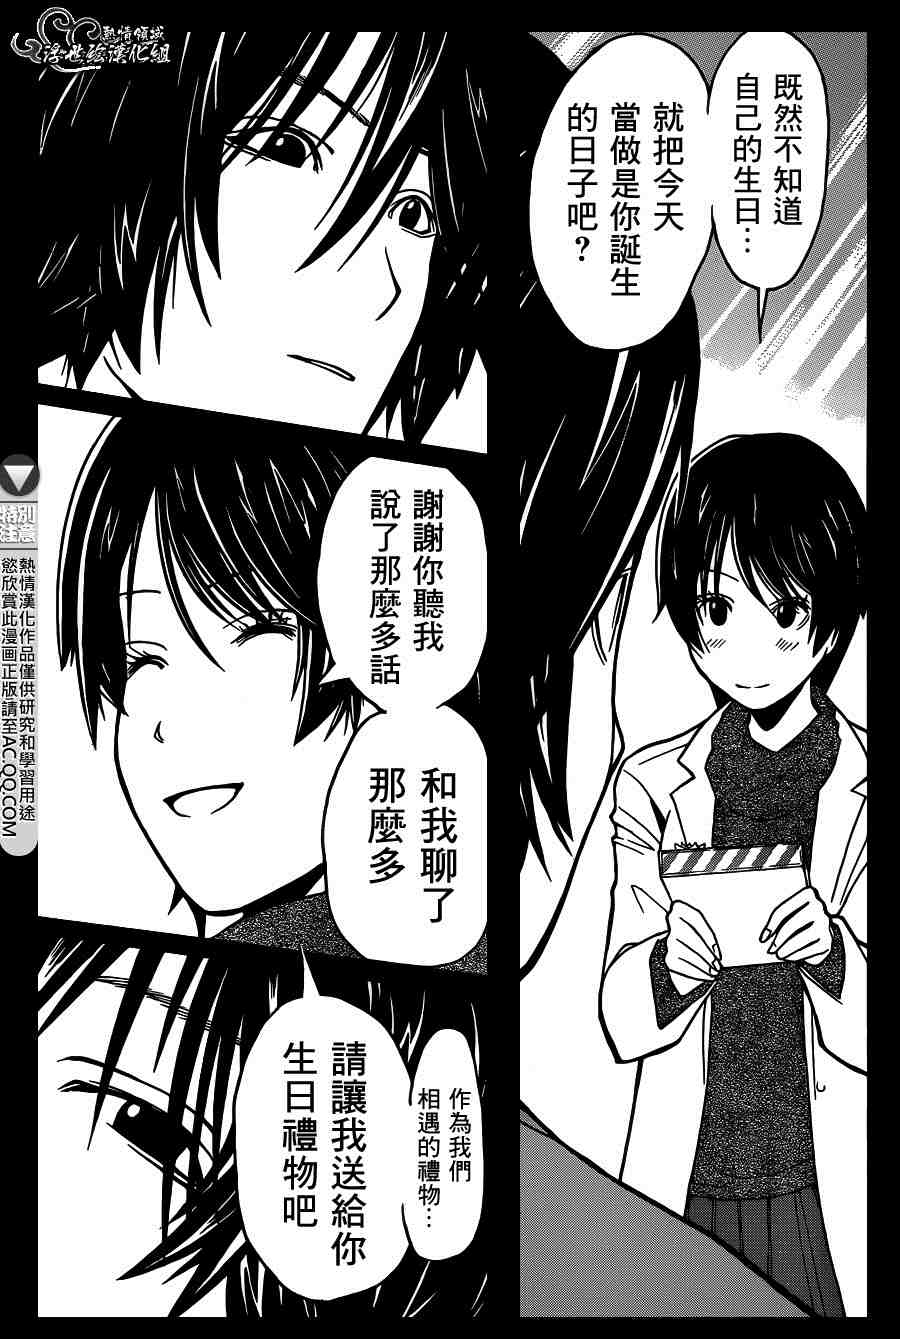 既然不知道
自己的生日…
就把今天
當做是你誕生
的日子吧?
謝謝你聽我
說了那麼多話
和我聊了
那麼多
作為我們
相遇的禮物…
請讓我送給你
生日禮物吧
熱情領域
浮世繪漢化組
特別
注意
熱情漢化作品僅供研究和學習用途
慾欣賞此漫画正版請至AC.QQ.COM